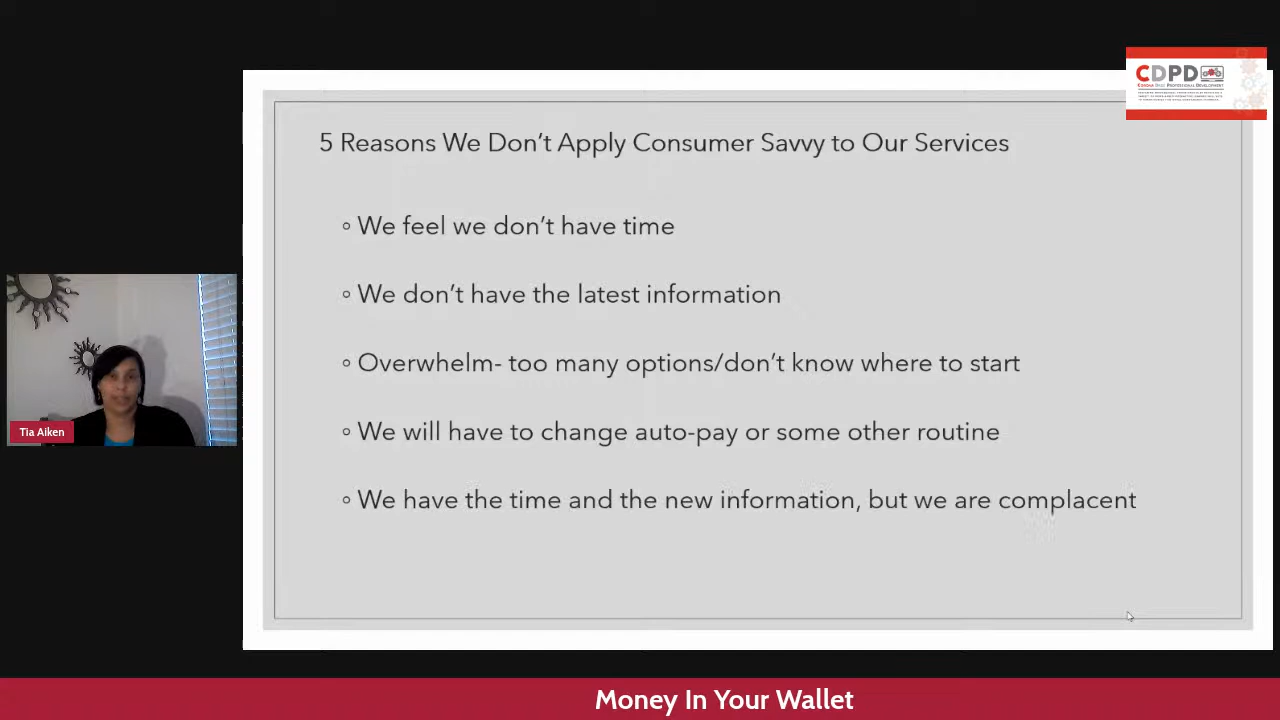 CDPD
5 Reasons We Don't Apply Consumer Savvy to Our Services
◦ We feel we don't have time
◦ We don't have the latest information
◦ Overwhelm- too many options/don't know where to start
◦ We will have to change auto-pay or some other routine
◦ We have the time and the new information, but we are complacent
Tia Aiken
Money In Your Wallet